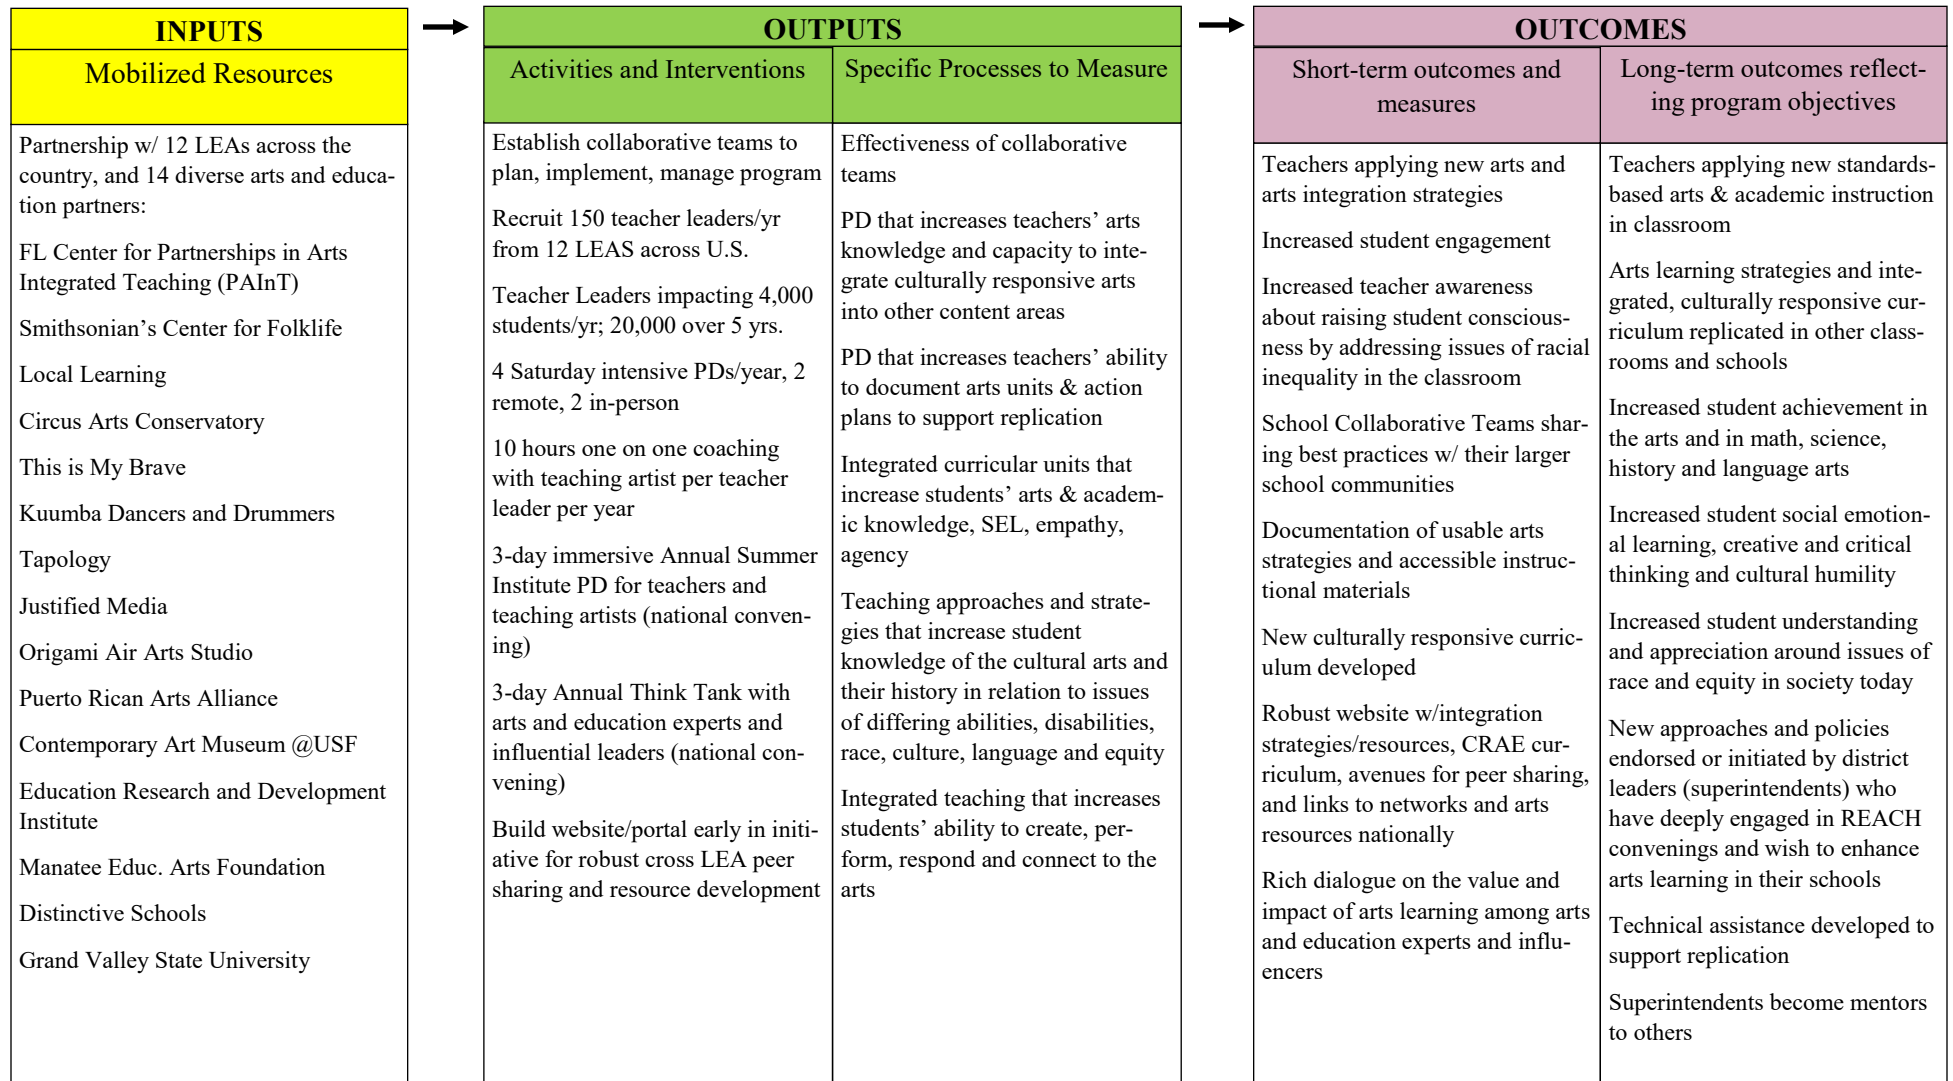 INPUTS
Mobilized Resources
Partnership w/ 12 LEAs across the
country, and 14 diverse arts and educa-
tion partners:
FL Center for Partnerships in Arts
Integrated Teaching (PAInT)
Smithsonian’s Center for Folklife
Local Learning
Circus Arts Conservatory
This is My Brave
Kuumba Dancers and Drummers
Tapology
Justified Media
Origami Air Arts Studio
Puerto Rican Arts Alliance
Contemporary Art Museum @USF
Education Research and Development
Institute
Manatee Educ. Arts Foundation
Distinctive Schools
Grand Valley State University
OUTPUTS
Activities and Interventions
Establish collaborative teams to
plan, implement, manage program
Recruit 150 teacher leaders/yr
from 12 LEAS across U.S.
Teacher Leaders impacting 4,000
students/yr; 20,000 over 5 yrs.
4 Saturday intensive PDs/year, 2
remote, 2 in-person
10 hours one on one coaching
with teaching artist per teacher
leader per year
3-day immersive Annual Summer
Institute PD for teachers and
teaching artists (national conven-
ing)
3-day Annual Think Tank with
arts and education experts and
influential leaders (national con-
vening)
Build website/portal early in initi-
ative for robust cross LEA peer
sharing and resource development
Specific Processes to Measure
Effectiveness of collaborative
teams
PD that increases teachers’ arts
knowledge and capacity to inte-
grate culturally responsive arts
into other content areas
PD that increases teachers’ ability
to document arts units & action
plans to support replication
Integrated curricular units that
increase students’ arts & academ-
ic knowledge, SEL, empathy,
agency
Teaching approaches and strate-
gies that increase student
knowledge of the cultural arts and
their history in relation to issues
of differing abilities, disabilities,
race, culture, language and equity
Integrated teaching that increases
students’ ability to create, per-
form, respond and connect to the
arts
OUTCOMES
Short-term outcomes and
measures
Teachers applying new arts and
arts integration strategies
Increased student engagement
Increased teacher awareness
about raising student conscious-
ness by addressing issues of racial
inequality in the classroom
School Collaborative Teams shar-
ing best practices w/ their larger
school communities
Documentation of usable arts
strategies and accessible instruc-
tional materials
New culturally responsive curric-
ulum developed
Robust website w/integration
strategies/resources, CRAE cur-
riculum, avenues for peer sharing,
and links to networks and arts
resources nationally
Rich dialogue on the value and
impact of arts learning among arts
and education experts and influ-
encers
Long-term outcomes reflect-
ing program objectives
Teachers applying new standards-
based arts & academic instruction
in classroom
Arts learning strategies and inte-
grated, culturally responsive cur-
riculum replicated in other class-
rooms and schools
Increased student achievement in
the arts and in math, science,
history and language arts
Increased student social emotion-
al learning, creative and critical
thinking and cultural humility
Increased student understanding
and appreciation around issues of
race and equity in society today
New approaches and policies
endorsed or initiated by district
leaders (superintendents) who
have deeply engaged in REACH
convenings and wish to enhance
arts learning in their schools
Technical assistance developed to
support replication
Superintendents become mentors
to others